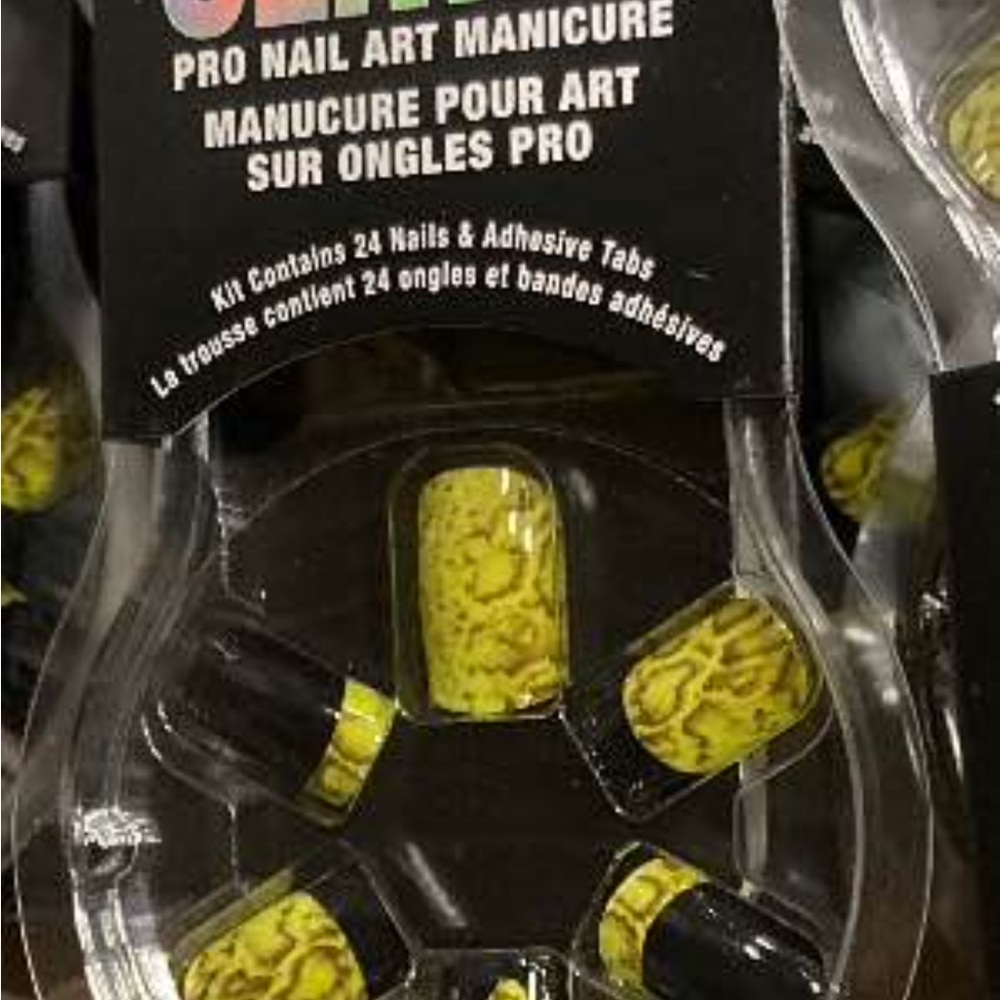 PRO NAIL ART MANICURE
MANUCURE POUR ART
SUR ONGLES PRO
Kit Contains 24 Nails & Adhesive Tabs
La trousse contient 24 ongles et bandes adhésives